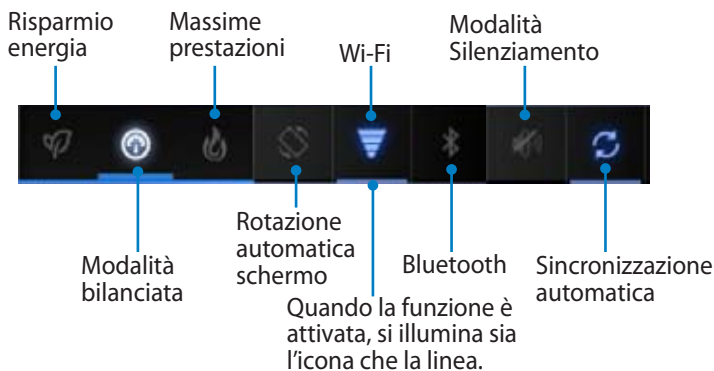 Risparmio
energia
Massime
prestazioni
Wi-Fi
Modalità
Silenziamento
Modalità
bilanciata
Rotazione
automatica
schermo
Quando la funzione è
attivata, si illumina sia
l'icona che la linea.
Bluetooth
Sincronizzazione
automatica